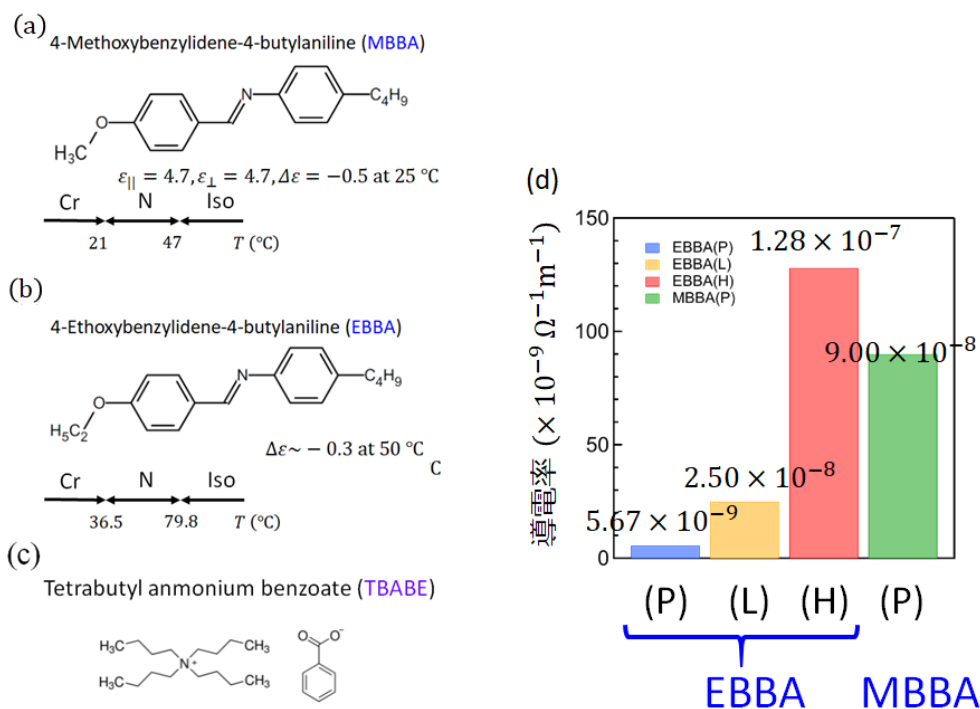 (a)
4-Methoxybenzylidene-4-butylaniline (MBBA)
N
C₄H₉
O
H₃C
ε|| = 4.7, ε⊥ = 4.7, Δε = −0.5 at 25 ℃
Cr N Iso
21 47 T (℃)
(b)
4-Ethoxybenzylidene-4-butylaniline (EBBA)
N
C₄H₉
O
H₅C₂
Δε~ − 0.3 at 50 ℃
C
Cr N Iso
36.5 79.8 T (℃)
(c)
Tetrabutyl anmonium benzoate (TBABE)
H₃C CH₃
N⁺
H₃C CH₃
O O⁻
(d)
導電率 (× 10⁻⁹ Ω⁻¹m⁻¹)
150
100
50
0
EBBA(P)
EBBA(L)
EBBA(H)
MBBA(P)
1.28 × 10⁻⁷
9.00 × 10⁻⁸
2.50 × 10⁻⁸
5.67 × 10⁻⁹
(P) (L) (H) (P)
EBBA MBBA